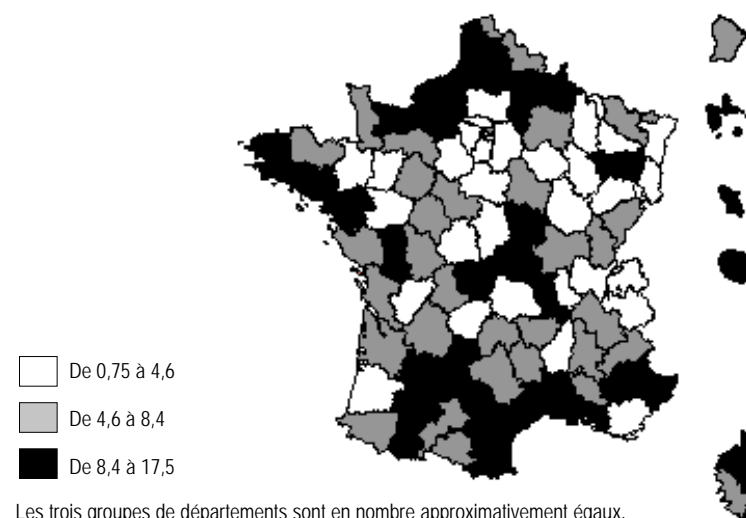 De 0,75 à 4,6
De 4,6 à 8,4
De 8,4 à 17,5
Les trois groupes de départements sont en nombre approximativement égaux.